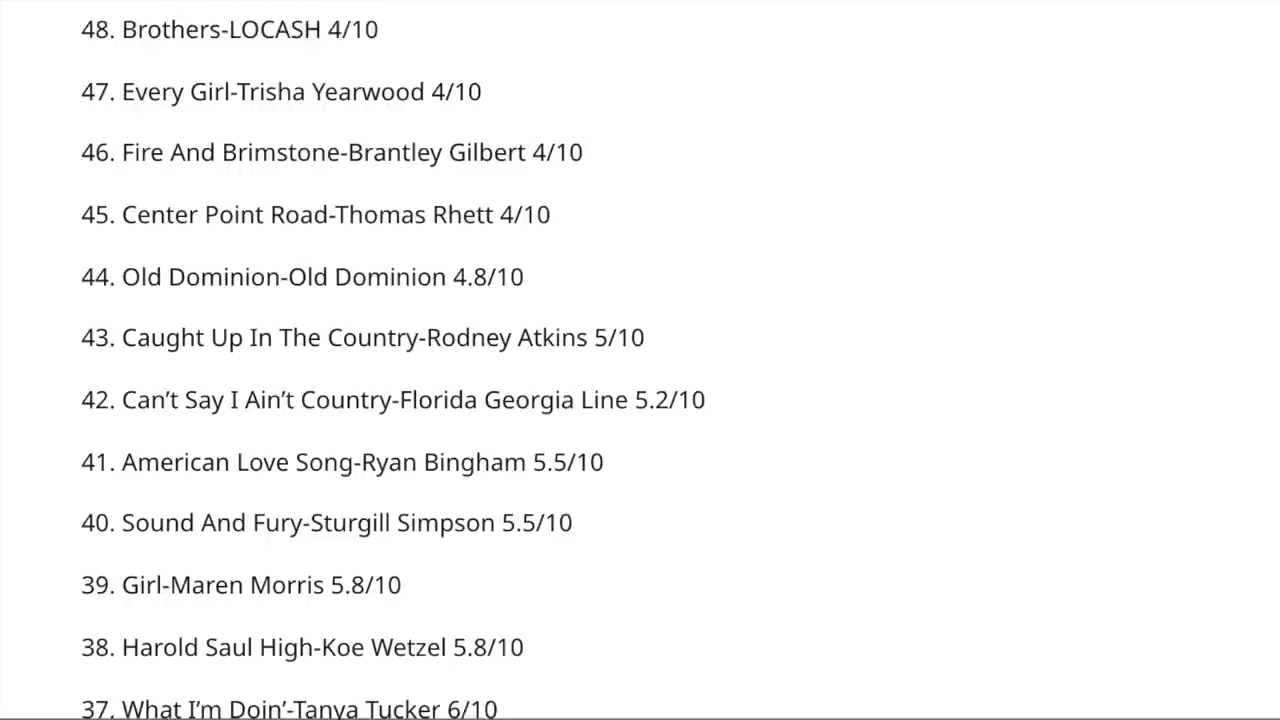 48. Brothers-LOCASH 4/10
47. Every Girl-Trisha Yearwood 4/10
46. Fire And Brimstone-Brantley Gilbert 4/10
45. Center Point Road-Thomas Rhett 4/10
44. Old Dominion-Old Dominion 4.8/10
43. Caught Up In The Country-Rodney Atkins 5/10
42. Can’t Say I Ain’t Country-Florida Georgia Line 5.2/10
41. American Love Song-Ryan Bingham 5.5/10
40. Sound And Fury-Sturgill Simpson 5.5/10
39. Girl-Maren Morris 5.8/10
38. Harold Saul High-Koe Wetzel 5.8/10
37. What I’m Doin’-Tanya Tucker 6/10